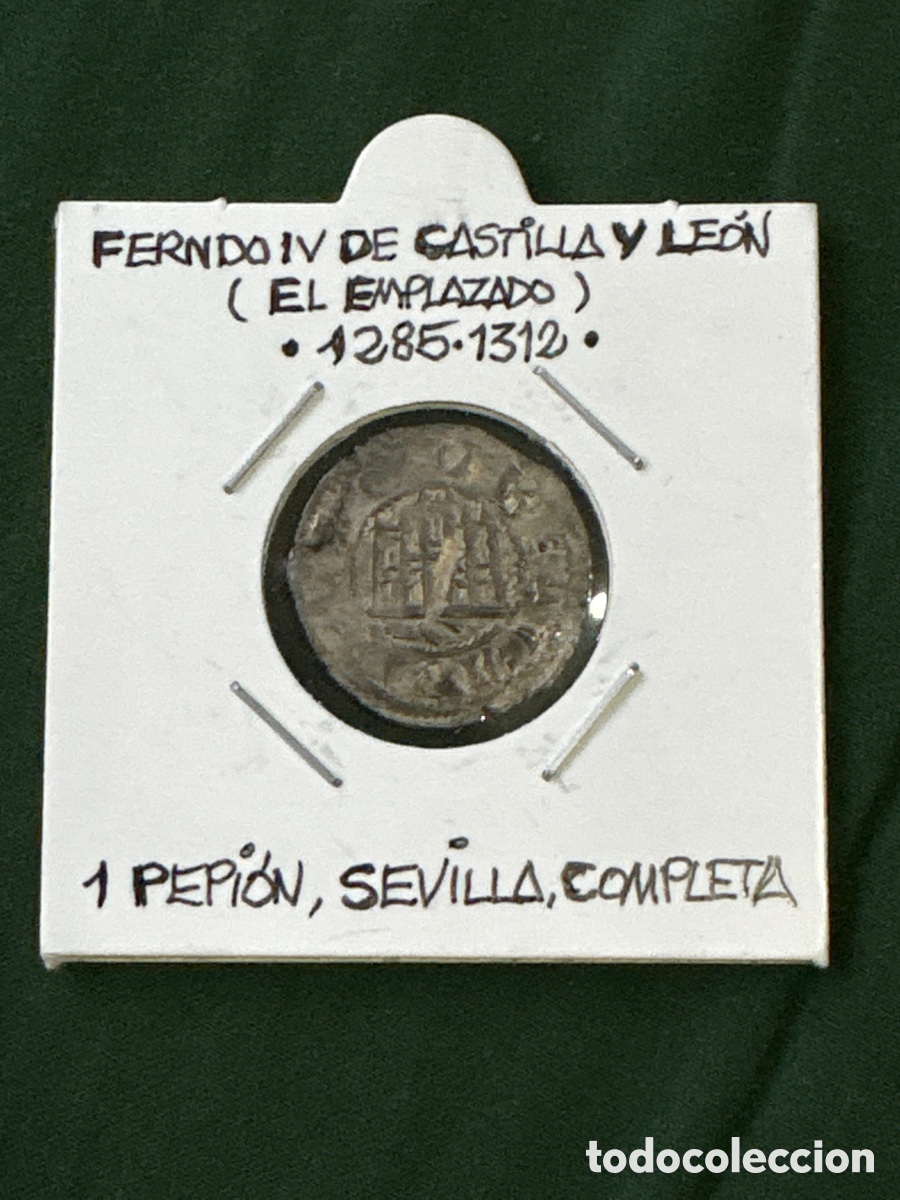 FERNDO IV DE CASTILLA Y LEÓN
( EL EMPLAZADO )
• 1285·1312 •
1 PEPIÓN, SEVILLA, COMPLETA
todocoleccion